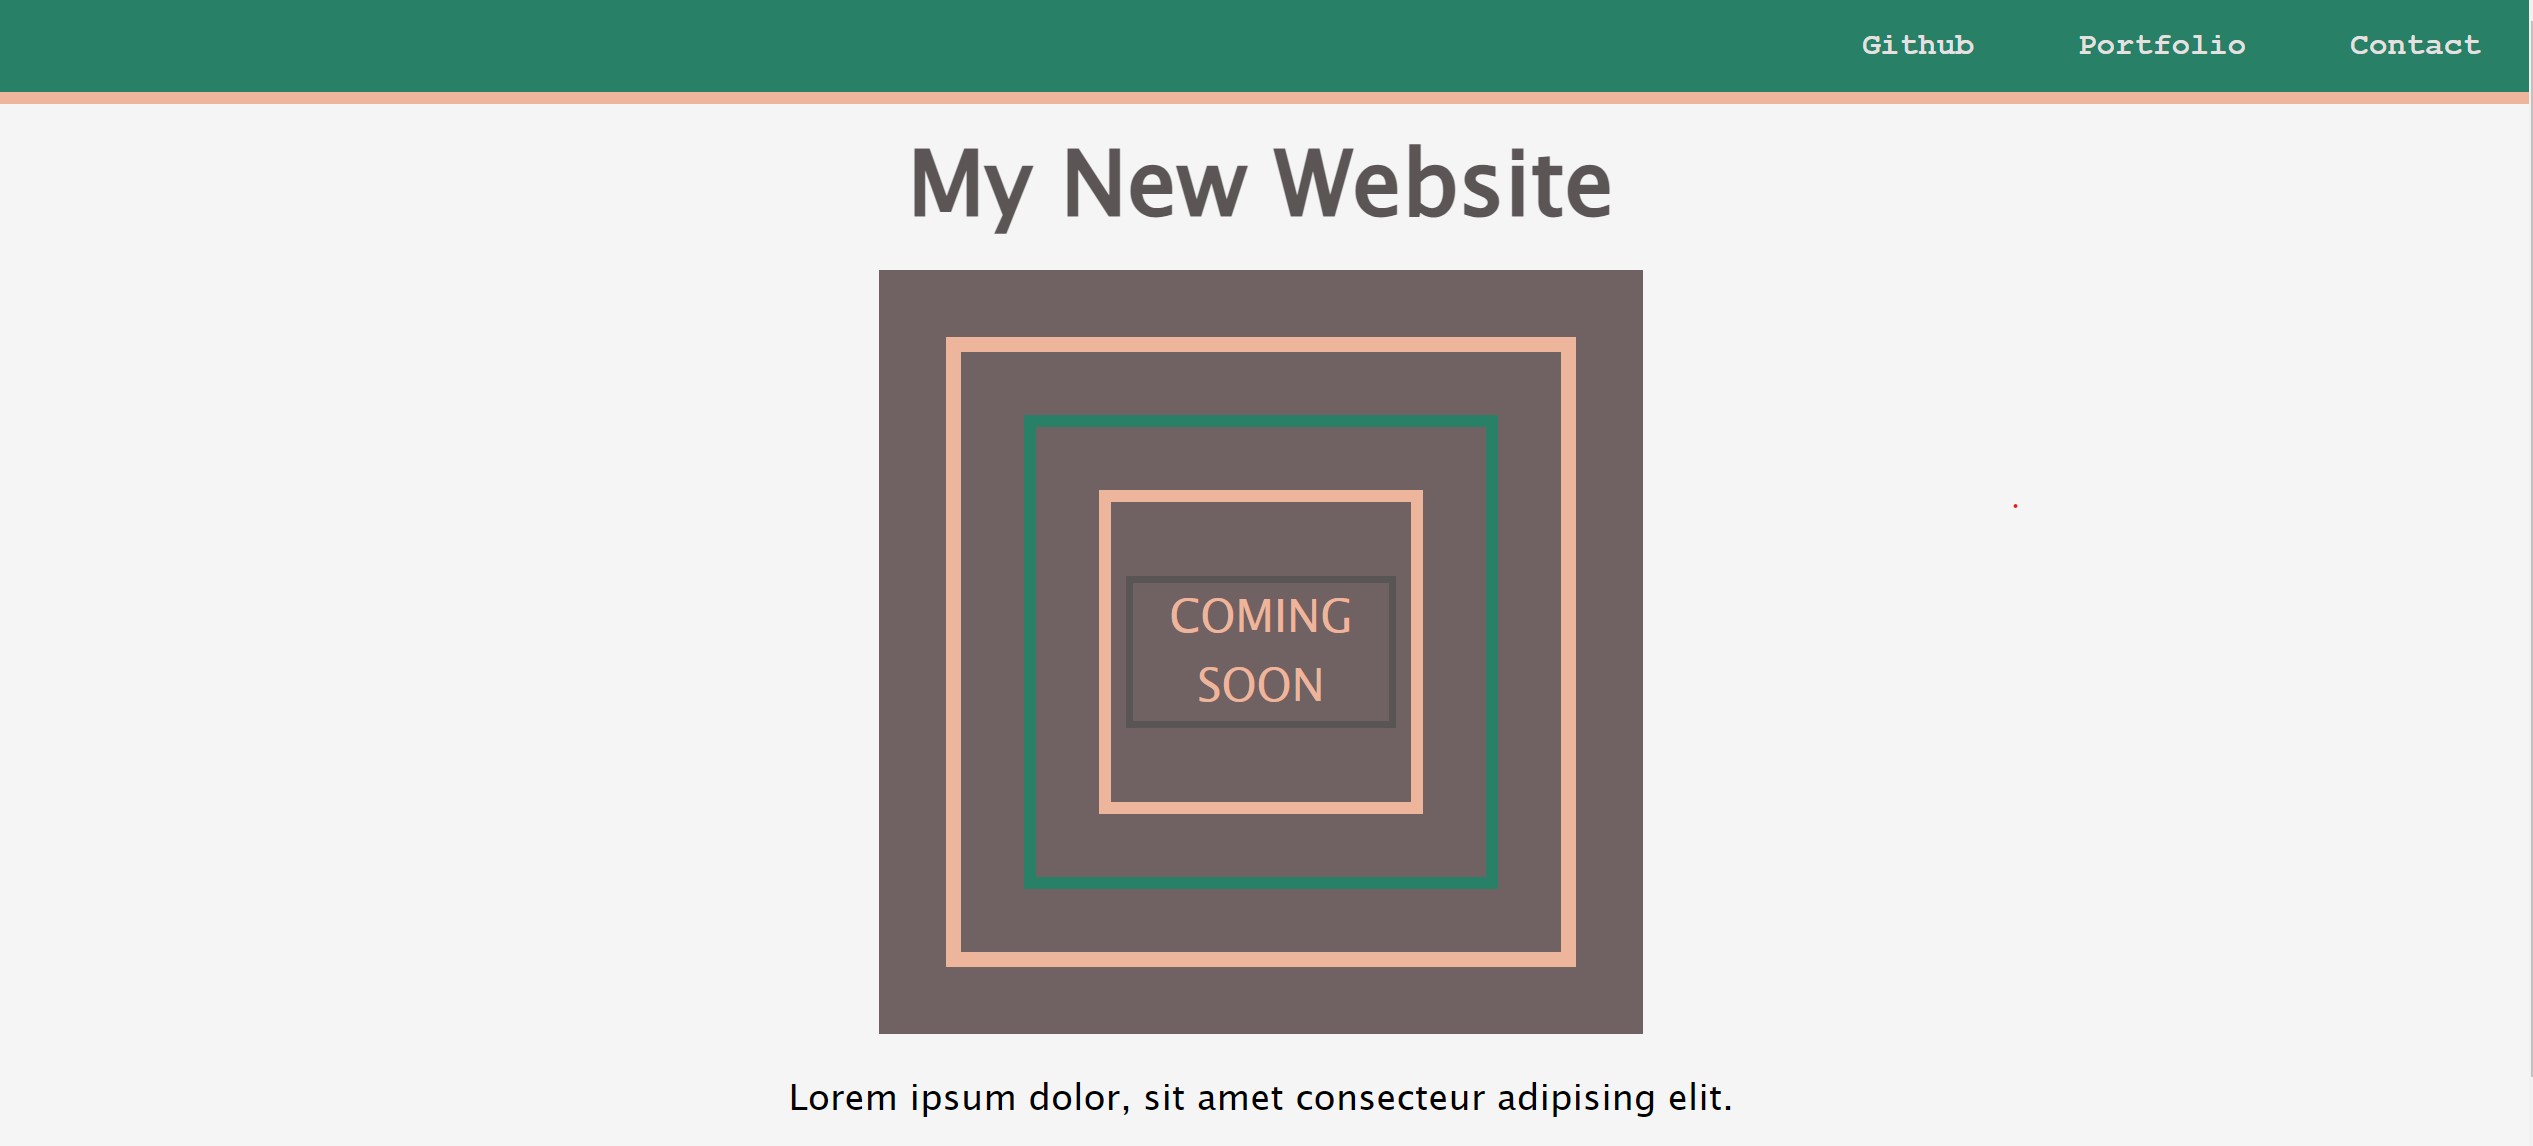 Github Portfolio Contact
My New Website
COMING
SOON
Lorem ipsum dolor, sit amet consecteur adipising elit.